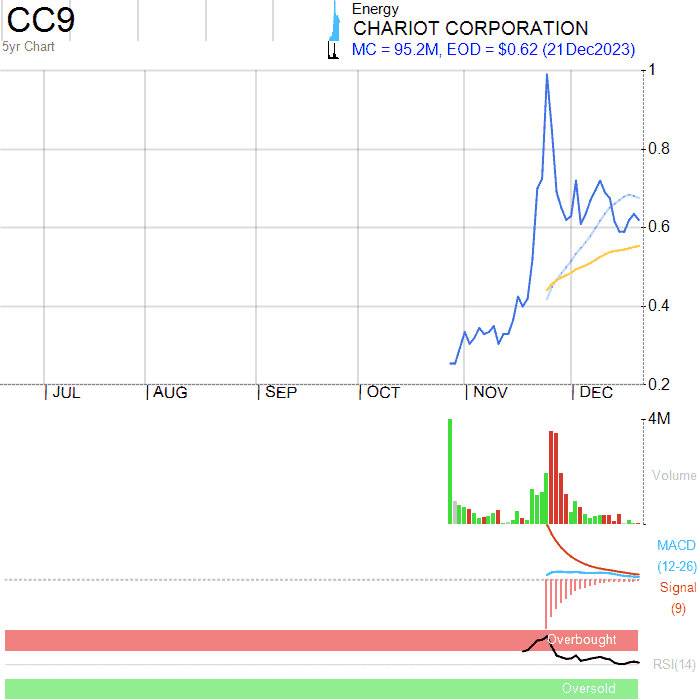 CC9
5yr Chart
Energy
CHARIOT CORPORATION
MC = 95.2M, EOD = $0.62 (21Dec2023)
1
0.8
0.6
0.4
0.2
JUL AUG SEP OCT NOV DEC
4M
Volume
MACD
(12-26)
Signal
(9)
Overbought
RSI(14)
Oversold